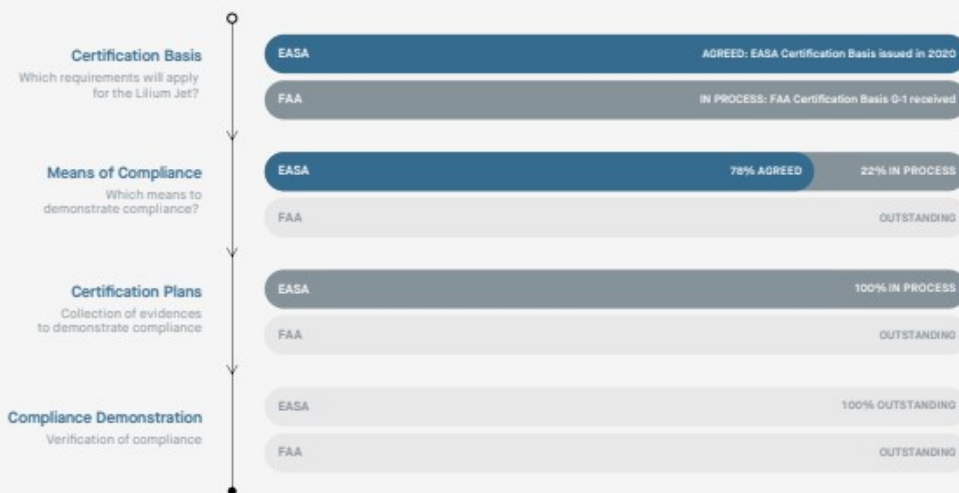 Certification Basis
Which requirements will apply
for the Lilium Jet?
EASA
AGREED: EASA Certification Basis issued in 2020
FAA
IN PROCESS: FAA Certification Basis G-1 received
Means of Compliance
Which means to
demonstrate compliance?
EASA
78% AGREED
22% IN PROCESS
FAA
OUTSTANDING
Certification Plans
Collection of evidences
to demonstrate compliance
EASA
100% IN PROCESS
FAA
OUTSTANDING
Compliance Demonstration
Verification of compliance
EASA
100% OUTSTANDING
FAA
OUTSTANDING